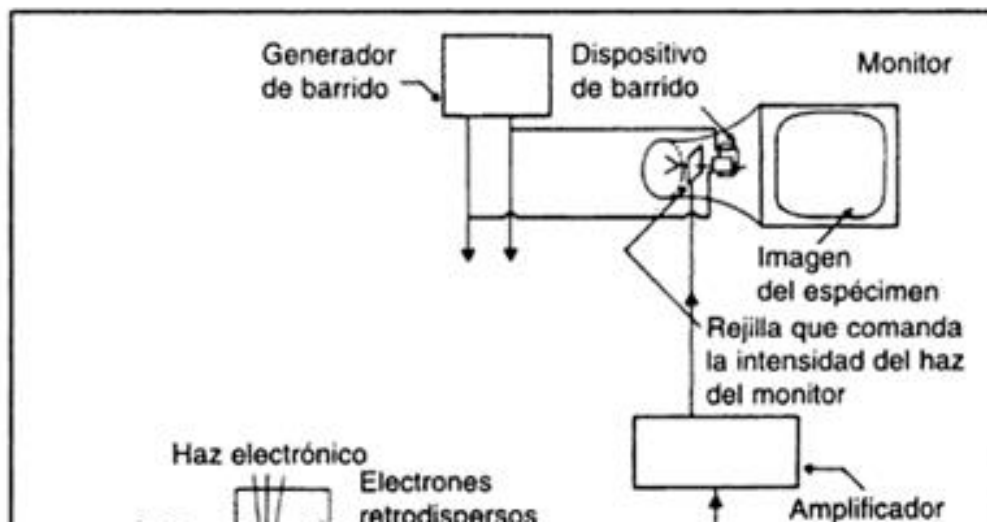 Generador
de barrido
Dispositivo
de barrido
Monitor
Imagen
del espécimen
Rejilla que comanda
la intensidad del haz
del monitor
Haz electrónico
Electrones
retrodispersos
Amplificador